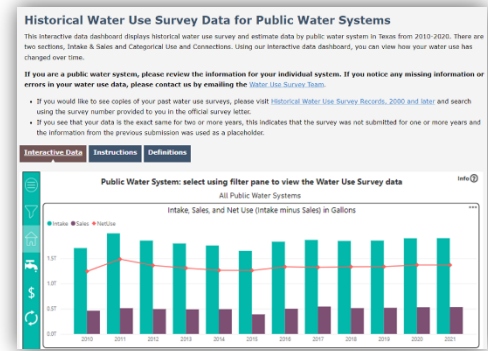 Historical Water Use Survey Data for Public Water Systems
This interactive data dashboard displays historical water use survey and estimate data by public water system in Texas from 2010-2020. There are
two sections, Intake & Sales and Categorical Use and Connections. Using our interactive data dashboard, you can view how your water use has
changed over time.
If you are a public water system, please review the information for your individual system. If you notice any missing information or
errors in your water use data, please contact us by emailing the Water Use Survey Team.
• If you would like to see copies of your past water use surveys, please visit Historical Water Use Survey Records, 2000 and later and search
using the survey number provided to you in the official survey letter.
• If you see that your data is the exact same for two or more years, this indicates that the survey was not submitted for one or more years and
the information from the previous submission was used as a placeholder.
Interactive Data Instructions Definitions
Public Water System: select using filter pane to view the Water Use Survey data Info ?
All Public Water Systems
Intake, Sales, and Net Use (Intake minus Sales) in Gallons
Intake Sales NetUse
1.5T
1.0T
0.5T
0.0T
2010 2011 2012 2013 2014 2015 2016 2017 2018 2019 2020 2021